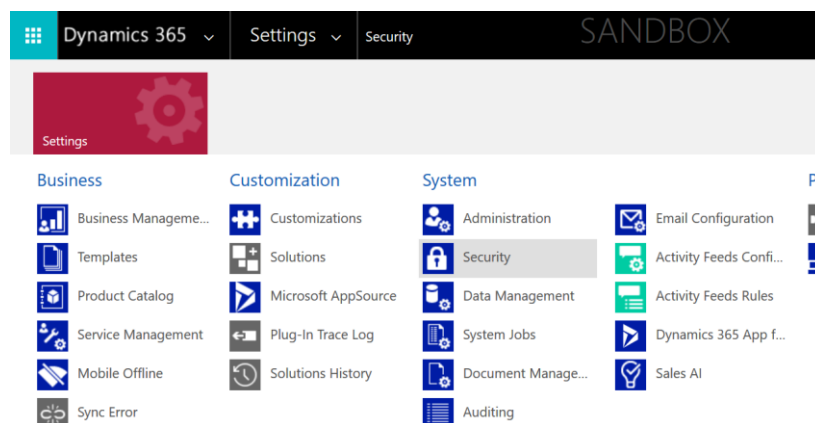 Dynamics 365
Settings
Security
SANDBOX
Settings
Business
Business Manageme...
Templates
Product Catalog
Service Management
Mobile Offline
Sync Error
Customization
Customizations
Solutions
Microsoft AppSource
Plug-In Trace Log
Solutions History
System
Administration
Security
Data Management
System Jobs
Document Manage...
Auditing
Email Configuration
Activity Feeds Confi...
Activity Feeds Rules
Dynamics 365 App f...
Sales AI
P